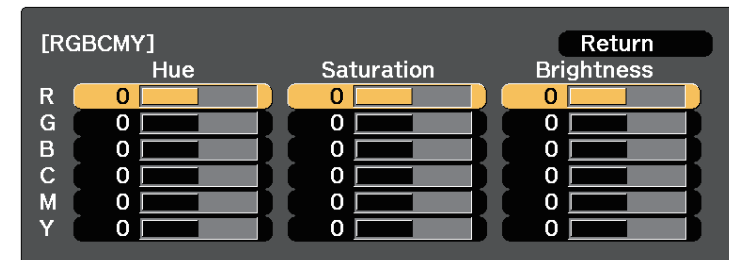 [RGBCMY] Return
Hue Saturation Brightness
R 0 0 0
G 0 0 0
B 0 0 0
C 0 0 0
M 0 0 0
Y 0 0 0